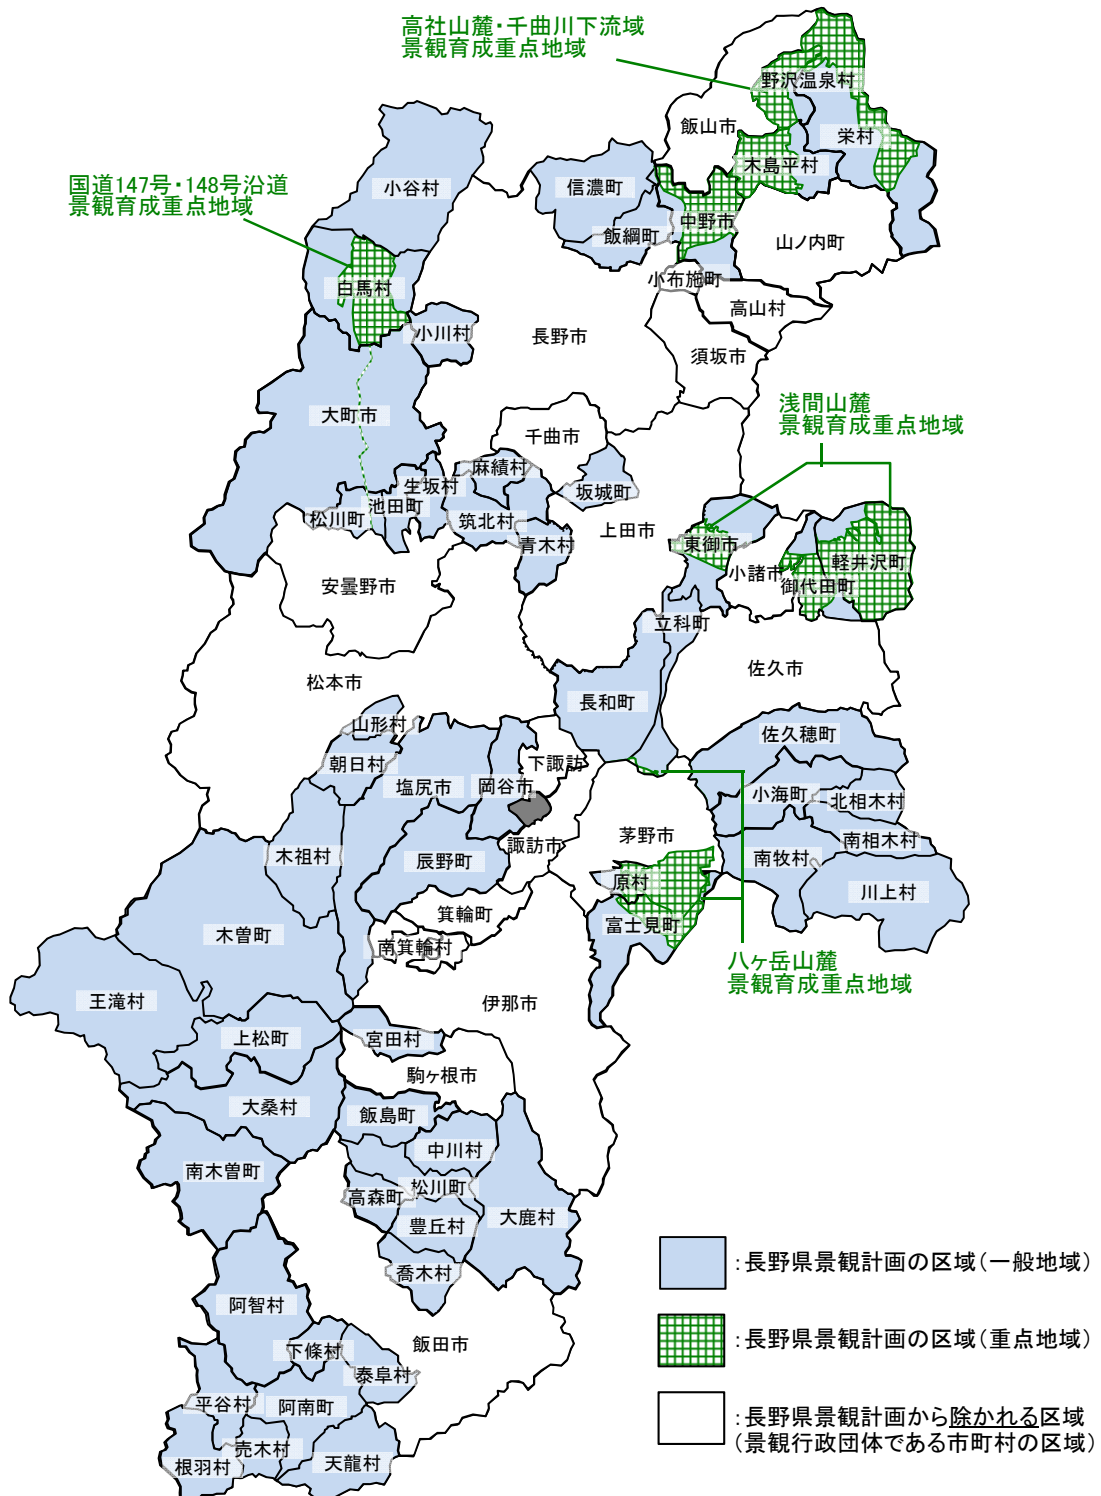 高社山麓・千曲川下流域
景観育成重点地域
野沢温泉村
飯山市
栄村
木島平村
国道147号・148号沿道
景観育成重点地域
小谷村
信濃町
中野市
飯綱町
山ノ内町
小布施町
白馬村
高山村
小川村
長野市
須坂市
浅間山麓
景観育成重点地域
大町市
千曲市
麻績村
生坂村
坂城町
池田町
松川町
筑北村
上田市
青木村
東御市
軽井沢町
小諸市
御代田町
安曇野市
立科町
佐久市
松本市
長和町
山形村
佐久穂町
朝日村
下諏訪
塩尻市
岡谷市
小海町
北相木村
茅野市
南相木村
諏訪市
木祖村
辰野町
南牧村
原村
川上村
箕輪町
富士見町
木曽町
南箕輪村
八ヶ岳山麓
景観育成重点地域
王滝村
伊那市
上松町
宮田村
駒ヶ根市
大桑村
飯島町
中川村
南木曽町
松川町
高森町
大鹿村
豊丘村
喬木村
：長野県景観計画の区域（一般地域）
阿智村
：長野県景観計画の区域（重点地域）
飯田市
下條村
泰阜村
平谷村
阿南町
：長野県景観計画から除かれる区域
（景観行政団体である市町村の区域）
売木村
天龍村
根羽村